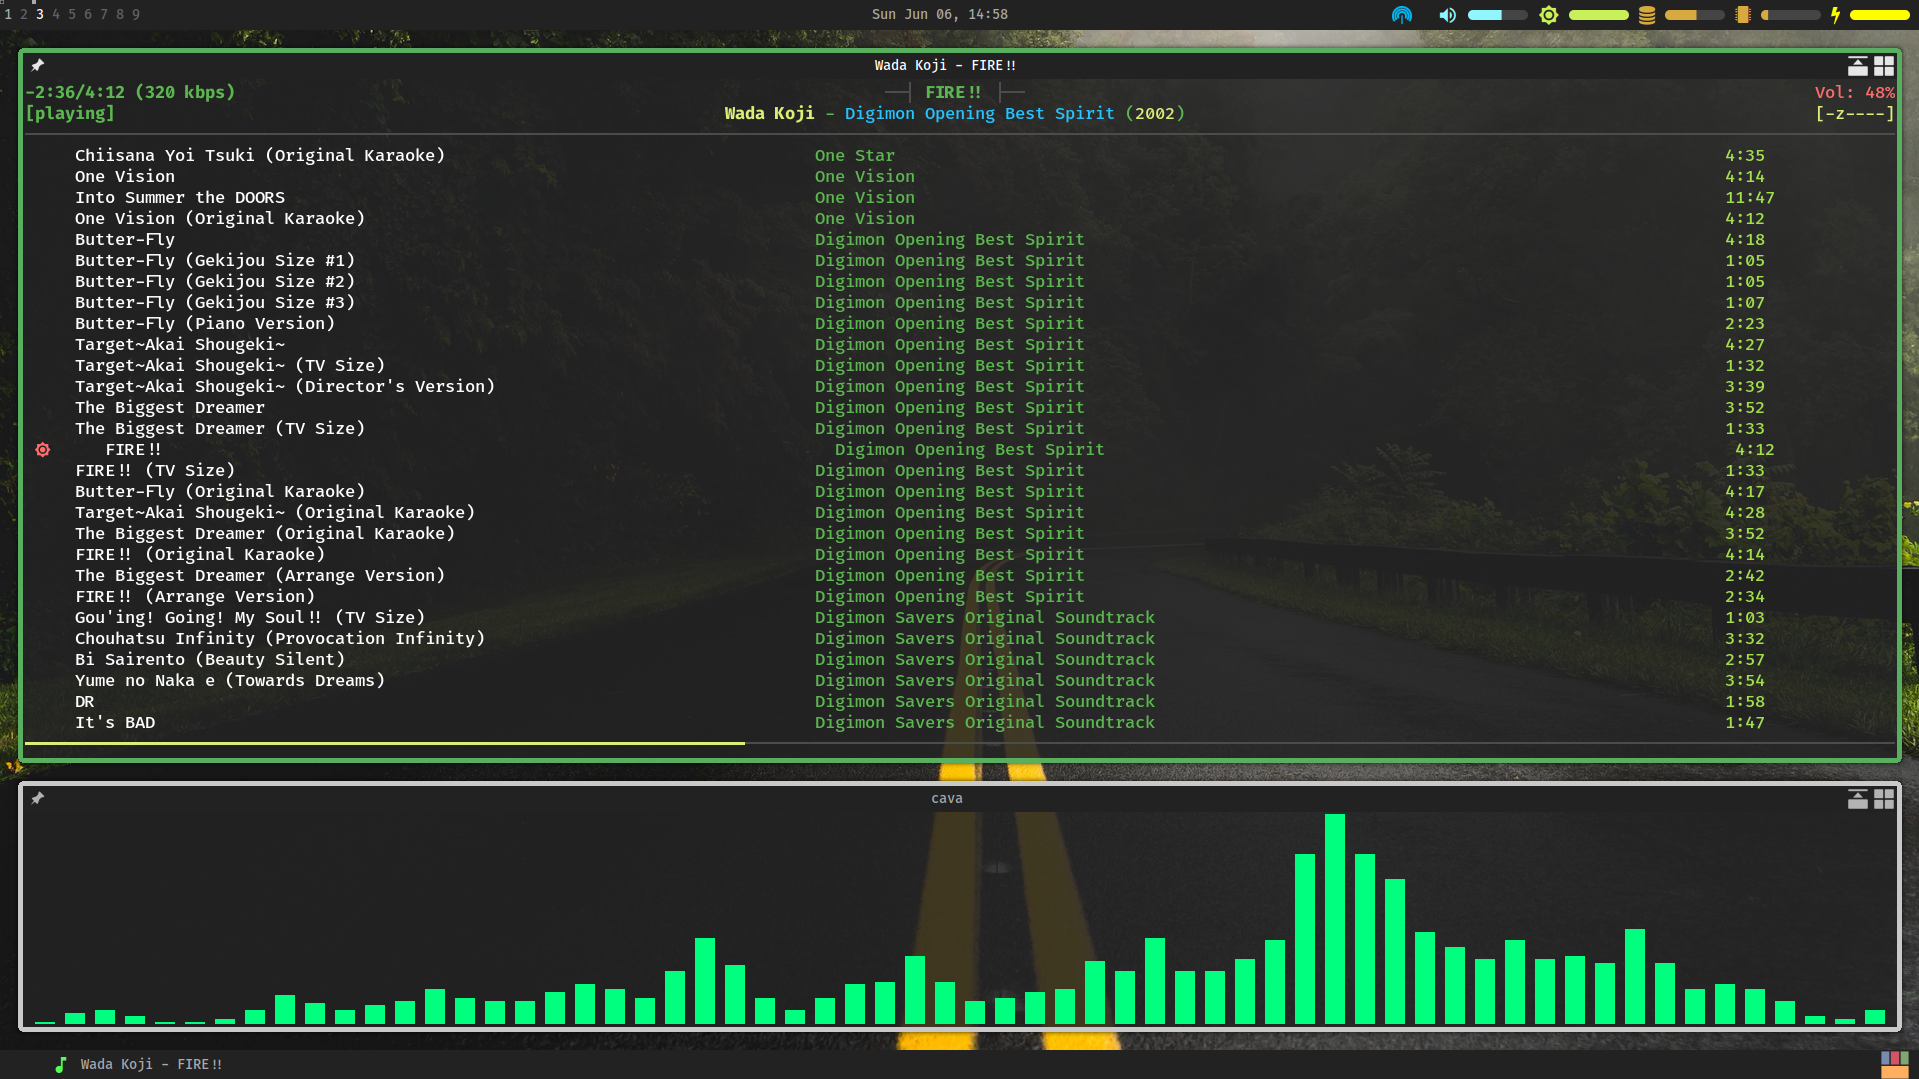 1 2 3 4 5 6 7 8 9
Sun Jun 06, 14:58
Wada Koji - FIRE!!
-2:36/4:12 (320 kbps)
FIRE!!
Vol: 48%
[playing]
Wada Koji - Digimon Opening Best Spirit (2002)
[-z----]
Chiisana Yoi Tsuki (Original Karaoke) One Star 4:35
One Vision One Vision 4:14
Into Summer the DOORS One Vision 11:47
One Vision (Original Karaoke) One Vision 4:12
Butter-Fly Digimon Opening Best Spirit 4:18
Butter-Fly (Gekijou Size #1) Digimon Opening Best Spirit 1:05
Butter-Fly (Gekijou Size #2) Digimon Opening Best Spirit 1:05
Butter-Fly (Gekijou Size #3) Digimon Opening Best Spirit 1:07
Butter-Fly (Piano Version) Digimon Opening Best Spirit 2:23
Target~Akai Shougeki~ Digimon Opening Best Spirit 4:27
Target~Akai Shougeki~ (TV Size) Digimon Opening Best Spirit 1:32
Target~Akai Shougeki~ (Director's Version) Digimon Opening Best Spirit 3:39
The Biggest Dreamer Digimon Opening Best Spirit 3:52
The Biggest Dreamer (TV Size) Digimon Opening Best Spirit 1:33
FIRE!! Digimon Opening Best Spirit 4:12
FIRE!! (TV Size) Digimon Opening Best Spirit 1:33
Butter-Fly (Original Karaoke) Digimon Opening Best Spirit 4:17
Target~Akai Shougeki~ (Original Karaoke) Digimon Opening Best Spirit 4:28
The Biggest Dreamer (Original Karaoke) Digimon Opening Best Spirit 3:52
FIRE!! (Original Karaoke) Digimon Opening Best Spirit 4:14
The Biggest Dreamer (Arrange Version) Digimon Opening Best Spirit 2:42
FIRE!! (Arrange Version) Digimon Opening Best Spirit 2:34
Gou'ing! Going! My Soul!! (TV Size) Digimon Savers Original Soundtrack 1:03
Chouhatsu Infinity (Provocation Infinity) Digimon Savers Original Soundtrack 3:32
Bi Sairento (Beauty Silent) Digimon Savers Original Soundtrack 2:57
Yume no Naka e (Towards Dreams) Digimon Savers Original Soundtrack 3:54
DR Digimon Savers Original Soundtrack 1:58
It's BAD Digimon Savers Original Soundtrack 1:47
cava
Wada Koji - FIRE!!